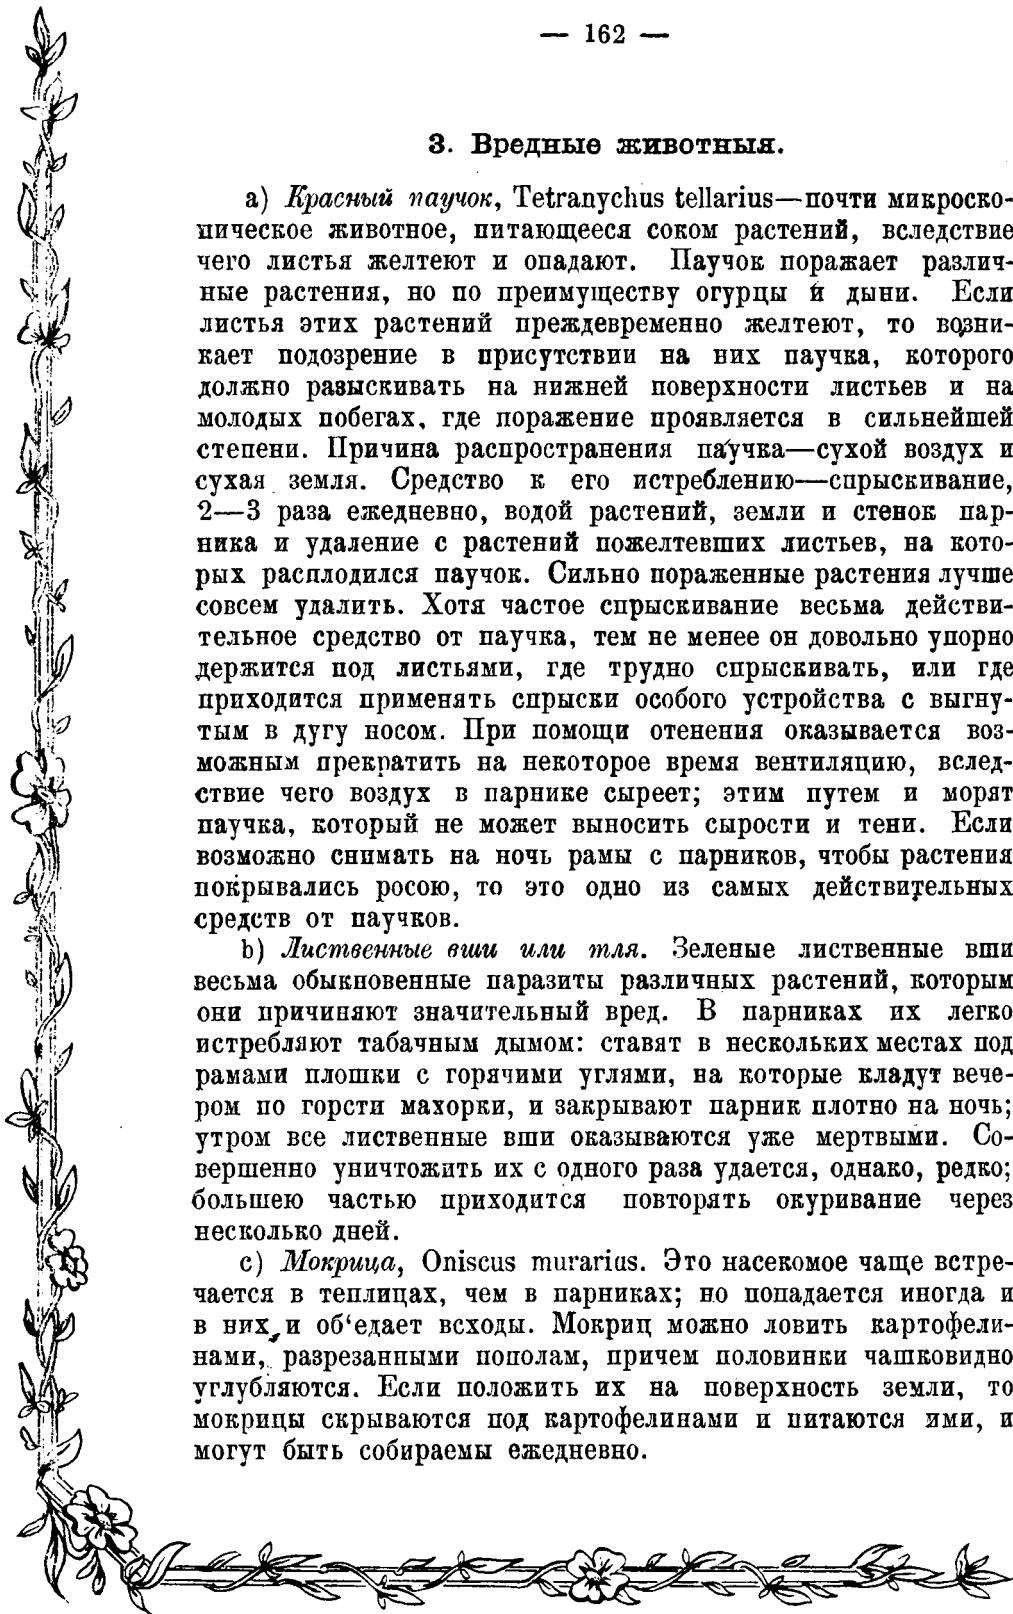 — 162 —
3. Вредные животныя.
а) Красный паучок, Tetranychus tellarius—почти микроско-
пическое животное, питающееся соком растений, вследствие
чего листья желтеют и опадают. Паучок поражает различ-
ные растения, но по преимуществу огурцы и дыни. Если
листья этих растений преждевременно желтеют, то возни-
кает подозрение в присутствии на них паучка, которого
должно разыскивать на нижней поверхности листьев и на
молодых побегах, где поражение проявляется в сильнейшей
степени. Причина распространения паучка—сухой воздух и
сухая земля. Средство к его истреблению—спрыскивание,
2—3 раза ежедневно, водой растений, земли и стенок пар-
ника и удаление с растений пожелтевших листьев, на кото-
рых расплодился паучок. Сильно пораженные растения лучше
совсем удалить. Хотя частое спрыскивание весьма действи-
тельное средство от паучка, тем не менее он довольно упорно
держится под листьями, где трудно спрыскивать, или где
приходится применять спрыски особого устройства с выгну-
тым в дугу носом. При помощи отенения оказывается воз-
можным прекратить на некоторое время вентиляцию, вслед-
ствие чего воздух в парнике сыреет; этим путем и морят
паучка, который не может выносить сырости и тени. Если
возможно снимать на ночь рамы с парников, чтобы растения
покрывались росою, то это одно из самых действительных
средств от паучков.
b) Лиственные вши или тля. Зеленые лиственные вши
весьма обыкновенные паразиты различных растений, которым
они причиняют значительный вред. В парниках их легко
истребляют табачным дымом: ставят в нескольких местах под
рамами плошки с горячими углями, на которые кладут вече-
ром по горсти махорки, и закрывают парник плотно на ночь;
утром все лиственные вши оказываются уже мертвыми. Со-
вершенно уничтожить их с одного раза удается, однако, редко;
большею частью приходится повторять окуривание через
несколько дней.
с) Мокрица, Oniscus murarius. Это насекомое чаще встре-
чается в теплицах, чем в парниках; но попадается иногда и
в них, и об‘едает всходы. Мокриц можно ловить картофели-
нами, разрезанными пополам, причем половинки чашковидно
углубляются. Если положить их на поверхность земли, то
мокрицы скрываются под картофелинами и питаются ими, и
могут быть собираемы ежедневно.